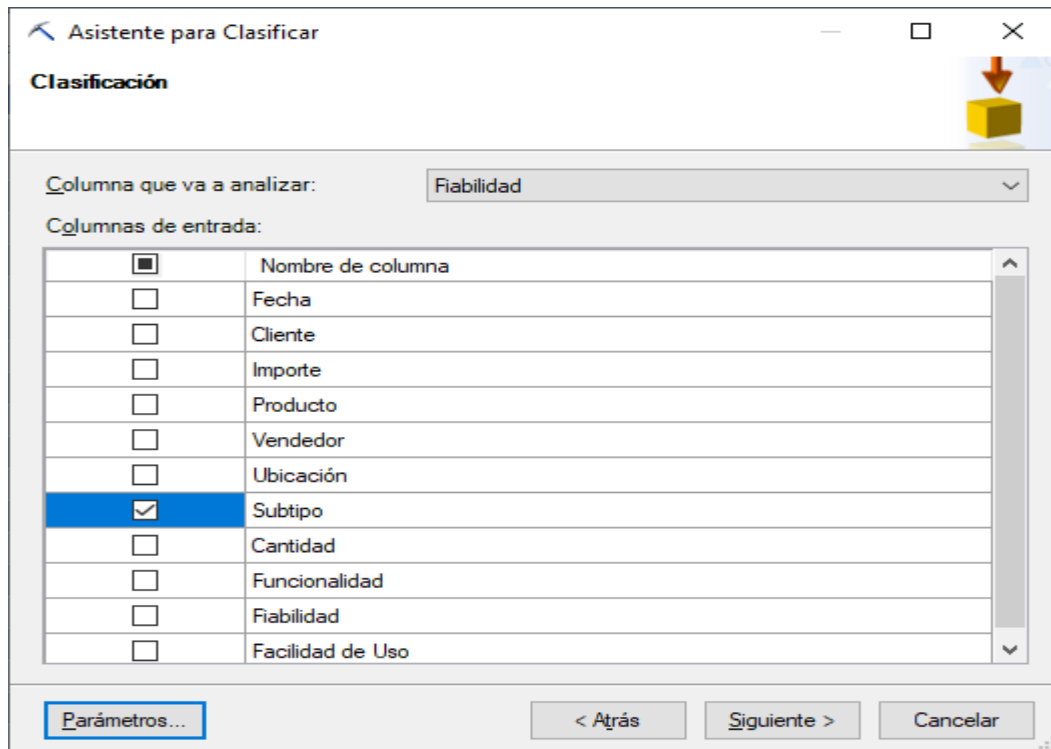 Asistente para Clasificar
Clasificación
Columna que va a analizar: Fiabilidad
Columnas de entrada:
Nombre de columna
Fecha
Cliente
Importe
Producto
Vendedor
Ubicación
Subtipo
Cantidad
Funcionalidad
Fiabilidad
Facilidad de Uso
Parámetros... < Atrás Siguiente > Cancelar